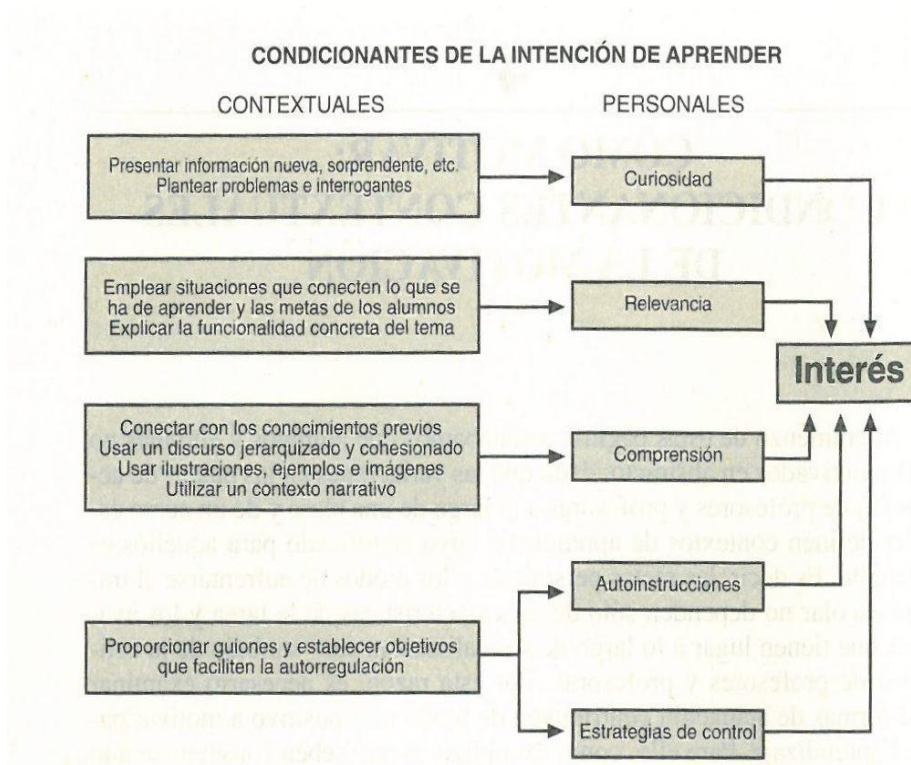 CONDICIONANTES DE LA INTENCIÓN DE APRENDER
CONTEXTUALES
PERSONALES
Presentar información nueva, sorprendente, etc.
Plantear problemas e interrogantes
Curiosidad
Emplear situaciones que conecten lo que se
ha de aprender y las metas de los alumnos
Explicar la funcionalidad concreta del tema
Relevancia
Interés
Conectar con los conocimientos previos
Usar un discurso jerarquizado y cohesionado
Usar ilustraciones, ejemplos e imágenes
Utilizar un contexto narrativo
Comprensión
Autoinstrucciones
Proporcionar guiones y establecer objetivos
que faciliten la autorregulación
Estrategias de control